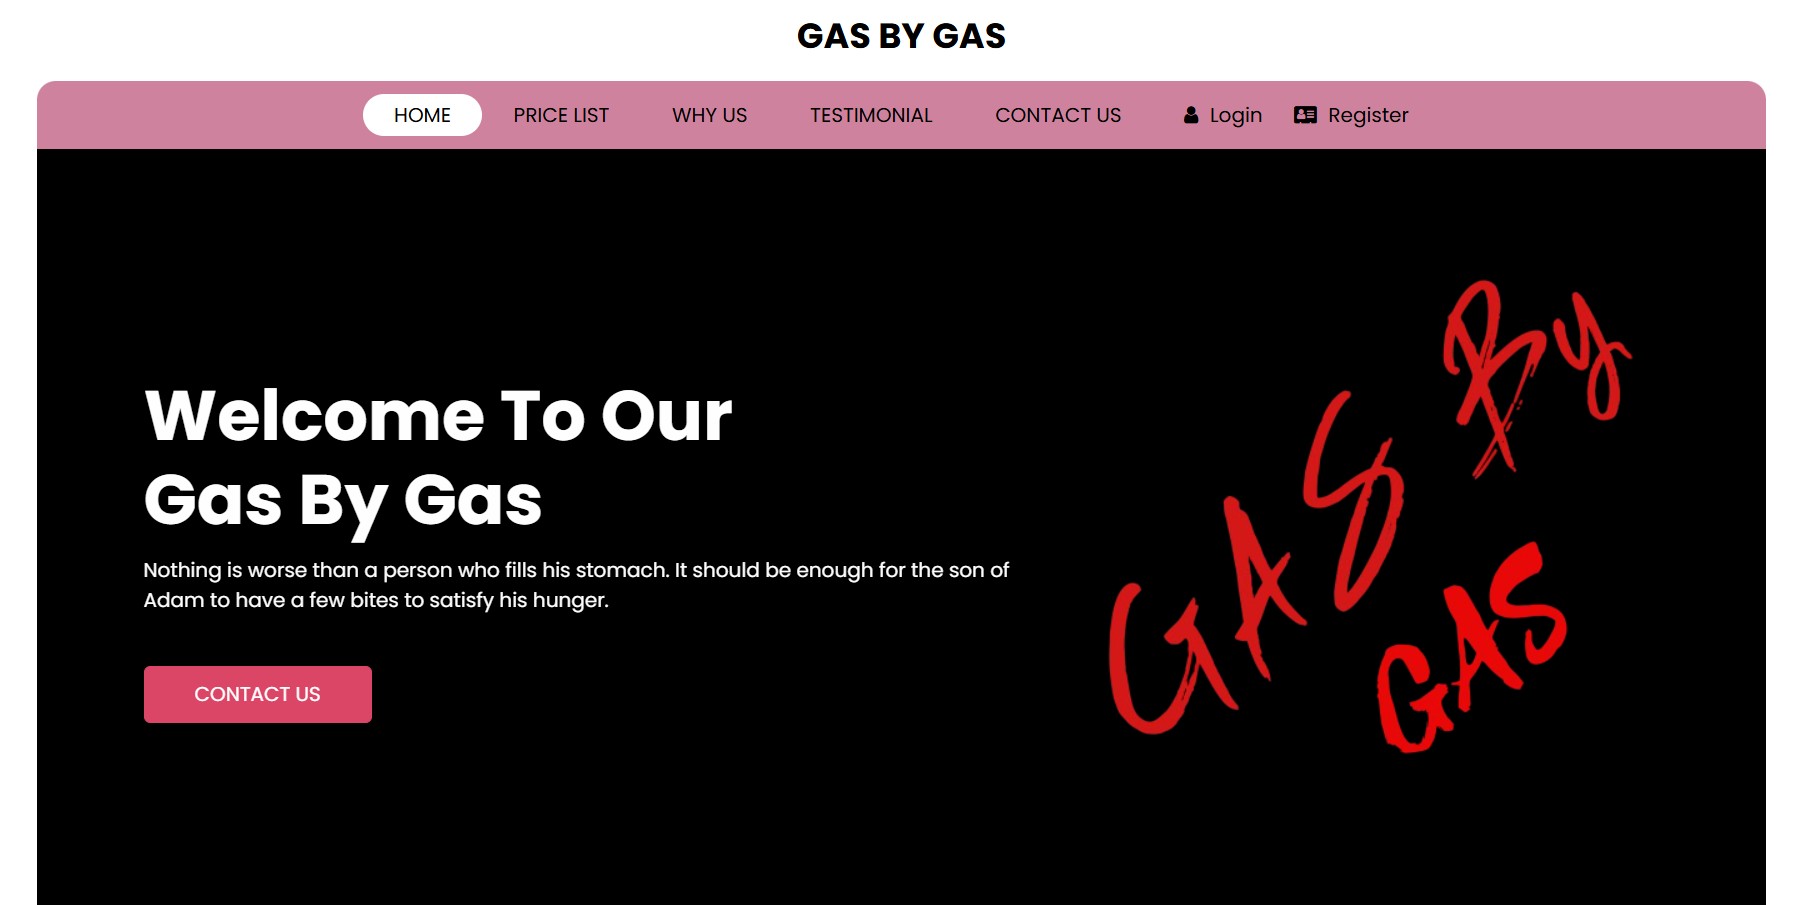 GAS BY GAS
HOME PRICE LIST WHY US TESTIMONIAL CONTACT US Login Register
Welcome To Our
Gas By Gas
Nothing is worse than a person who fills his stomach. It should be enough for the son of
Adam to have a few bites to satisfy his hunger.
CONTACT US
GAS By
GAS